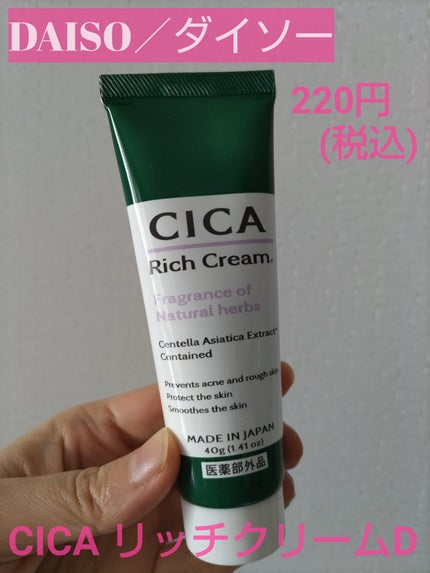 DAISO／ダイソー
220円
(税込)
CICA
Rich Cream.
Fragrance of
Natural herbs
Centella Asiatica Extract*
Contained
Prevents acne and rough skin
Protect the skin
Smoothes the skin
MADE IN JAPAN
40g (1.41 oz)
医薬部外品
CICA リッチクリームD